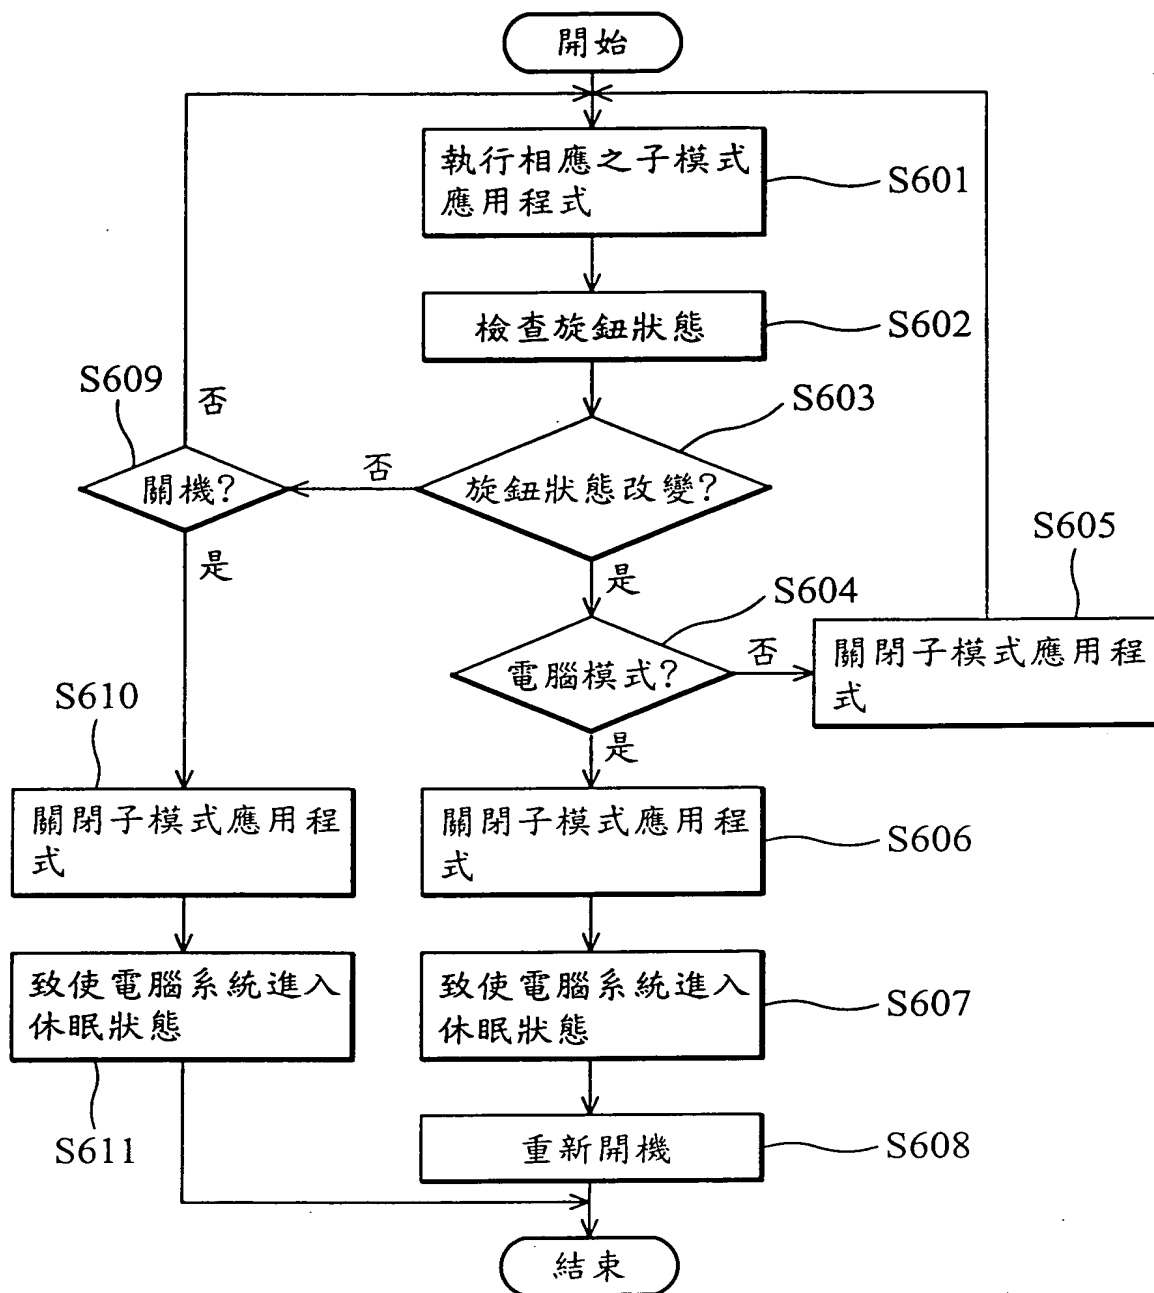 開始
執行相應之子模式
應用程式
S601
檢查旋鈕狀態
S602
S609
否
S603
關機?
否
旋鈕狀態改變?
是
是
S604
S605
電腦模式?
否
關閉子模式應用程
式
是
S610
關閉子模式應用程
式
關閉子模式應用程
式
S606
致使電腦系統進入
休眠狀態
致使電腦系統進入
休眠狀態
S607
S611
重新開機
S608
結束